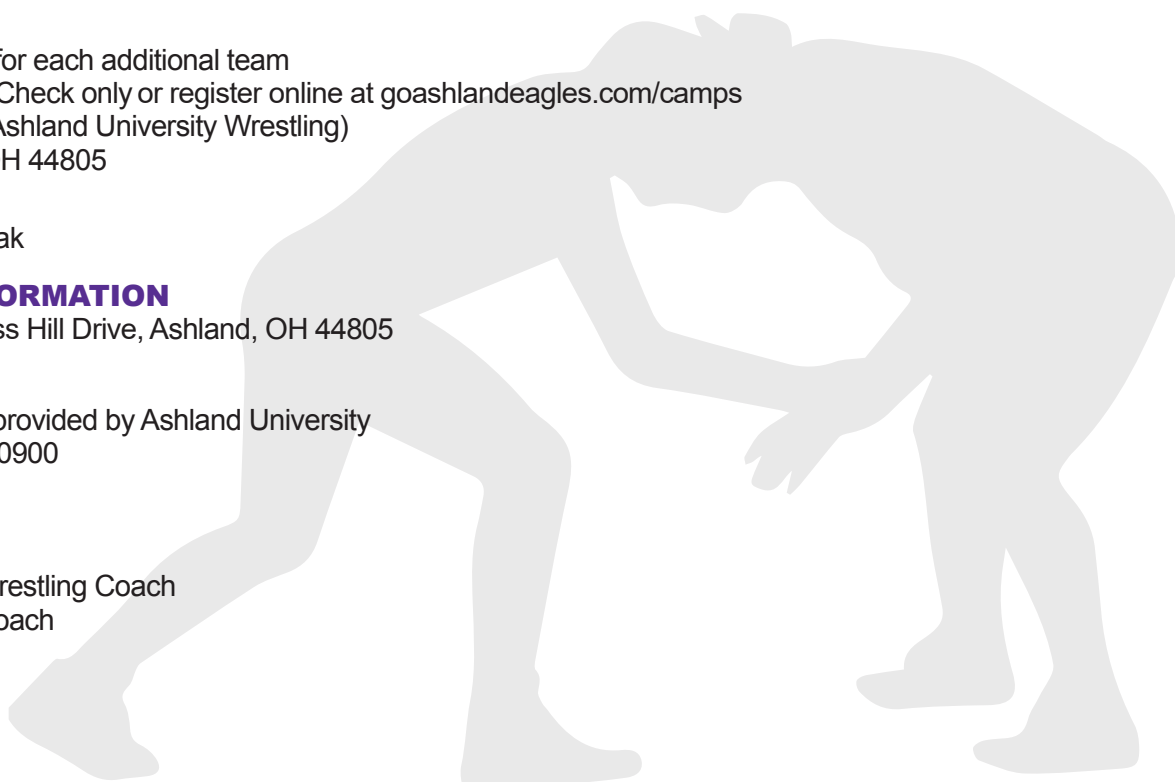 for each additional team
Check only or register online at goashlandeagles.com/camps
Ashland University Wrestling)
H 44805
ak
ORMATION
ss Hill Drive, Ashland, OH 44805
provided by Ashland University
0900
restling Coach
oach